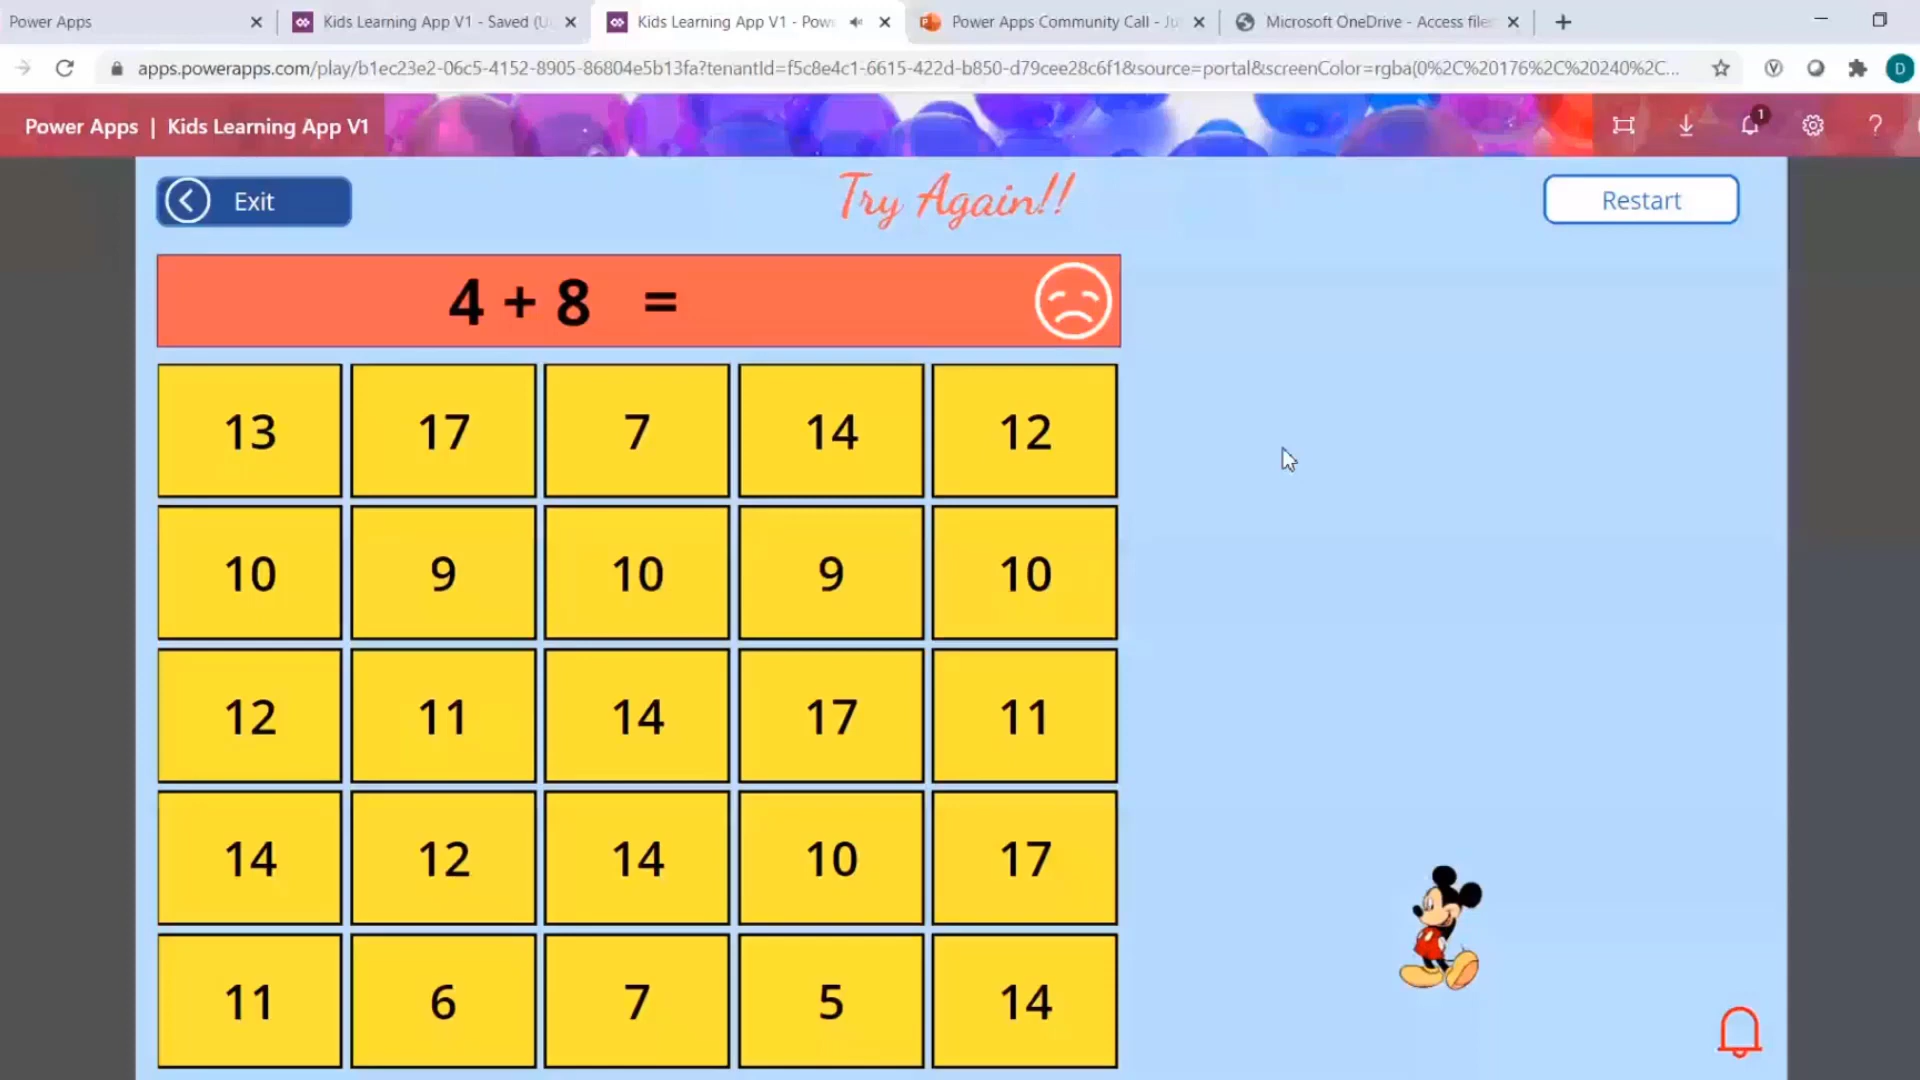 Power Apps
Kids Learning App V1 - Saved (U
Kids Learning App V1 - Pow
Power Apps Community Call - Ju
Microsoft OneDrive - Access files
apps.powerapps.com/play/b1ec23e2-06c5-4152-8905-86804e5b13fa?tenantId=f5c8e4c1-6615-422d-b850-d79cee28c6f1&source=portal&screenColor=rgba(0%2C%20176%2C%20240%2C...
D
Power Apps | Kids Learning App V1
1
Exit
Try Again!!
Restart
4 + 8 =
13 17 7 14 12
10 9 10 9 10
12 11 14 17 11
14 12 14 10 17
11 6 7 5 14